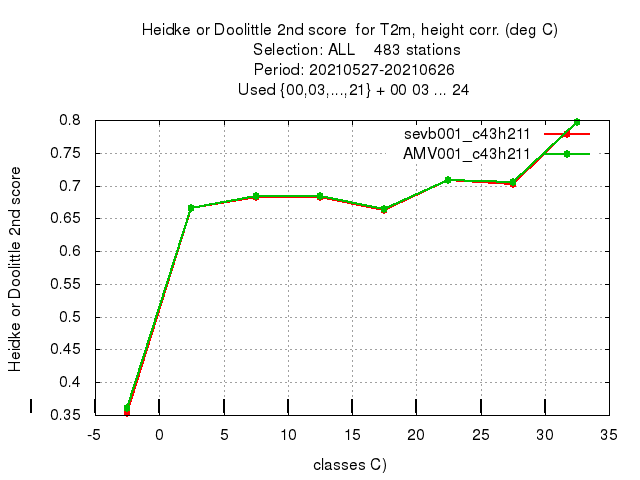 Heidke or Doolittle 2nd score  for T2m, height corr. (deg C)
Selection: ALL    483 stations
Period: 20210527-20210626
Used {00,03,...,21} + 00 03 ... 24
sevb001_c43h211
AMV001_c43h211
Heidke or Doolittle 2nd score
0.8
0.75
0.7
0.65
0.6
0.55
0.5
0.45
0.4
0.35
-5 0 5 10 15 20 25 30 35
classes C)